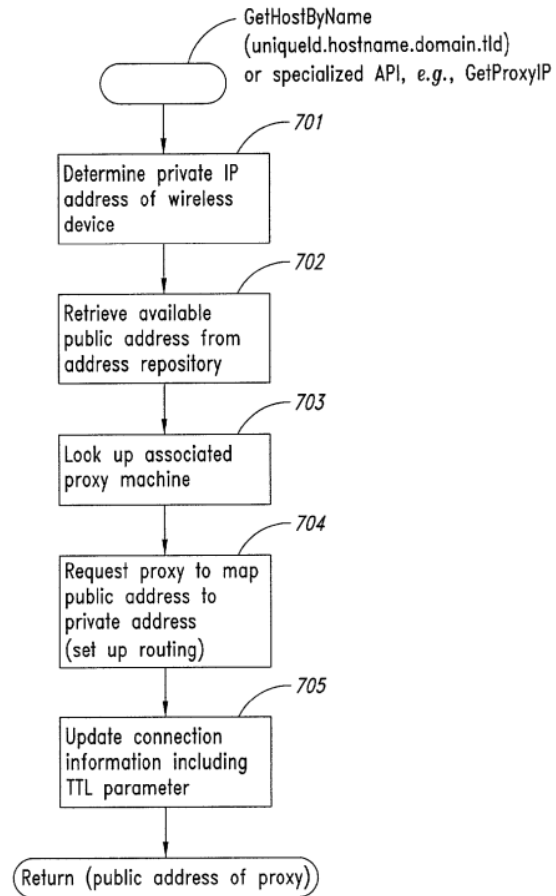 GetHostByName
(uniqueId.hostname.domain.tld)
or specialized API, e.g., GetProxyIP
701
Determine private IP
address of wireless
device
702
Retrieve available
public address from
address repository
703
Look up associated
proxy machine
704
Request proxy to map
public address to
private address
(set up routing)
705
Update connection
information including
TTL parameter
Return (public address of proxy)